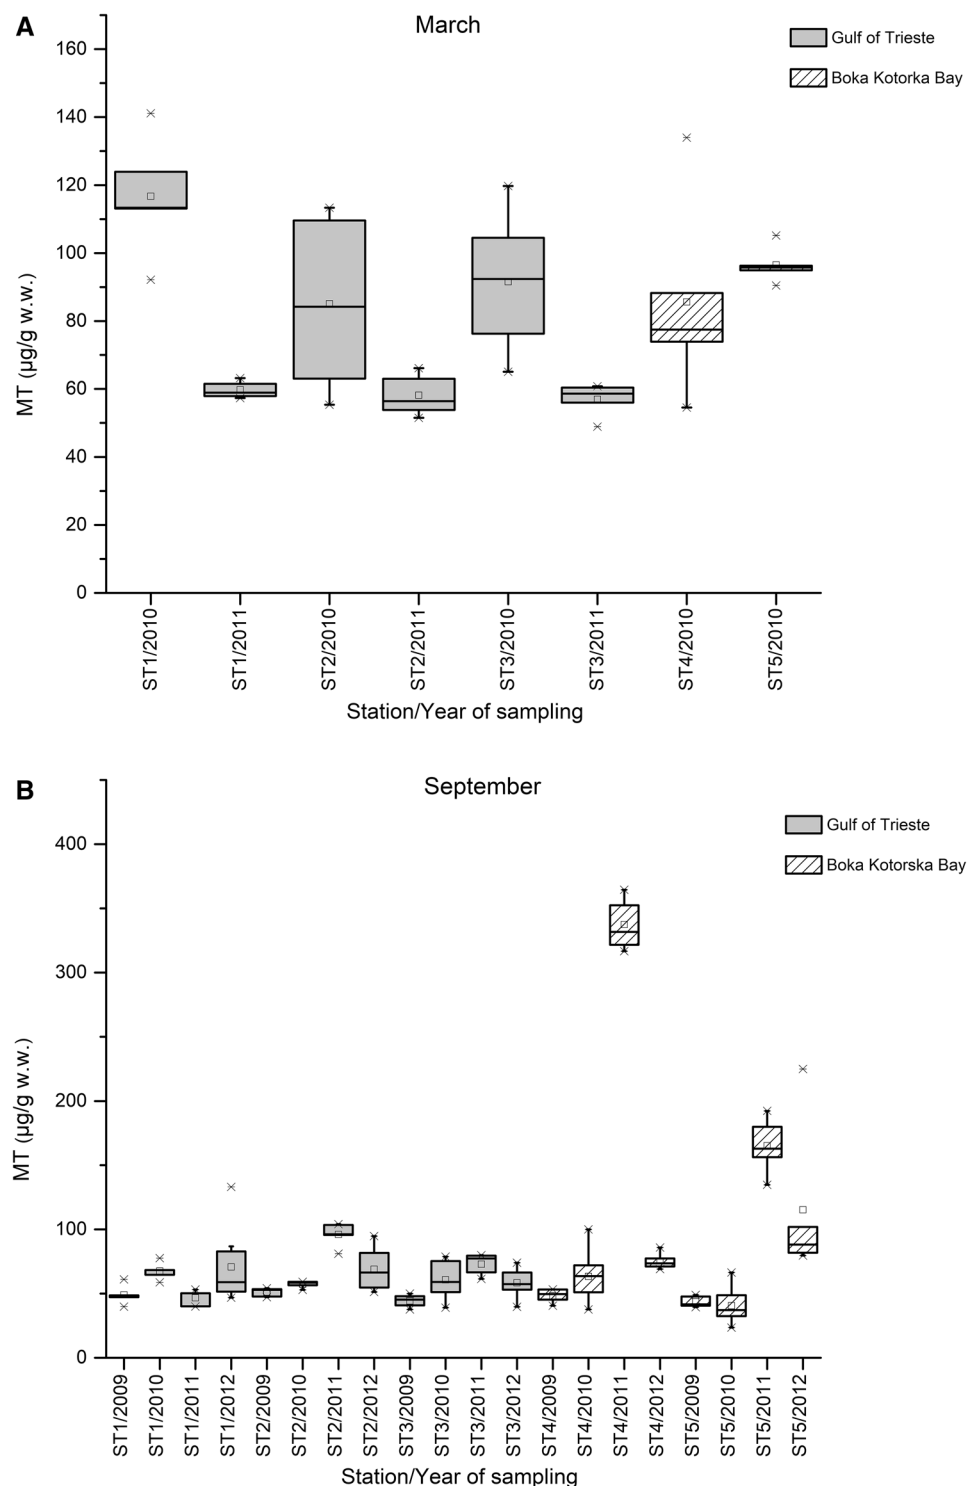 A
March
Gulf of Trieste
Boka Kotorka Bay
160
140
120
100
80
60
40
20
0
MT (µg/g w.w.)
ST1/2010
ST1/2011
ST2/2010
ST2/2011
ST3/2010
ST3/2011
ST4/2010
ST5/2010
Station/Year of sampling
B
September
Gulf of Trieste
Boka Kotorska Bay
400
300
200
100
0
MT (µg/g w.w.)
ST1/2009
ST1/2010
ST1/2011
ST1/2012
ST2/2009
ST2/2010
ST2/2011
ST2/2012
ST3/2009
ST3/2010
ST3/2011
ST3/2012
ST4/2009
ST4/2010
ST4/2011
ST4/2012
ST5/2009
ST5/2010
ST5/2011
ST5/2012
Station/Year of sampling